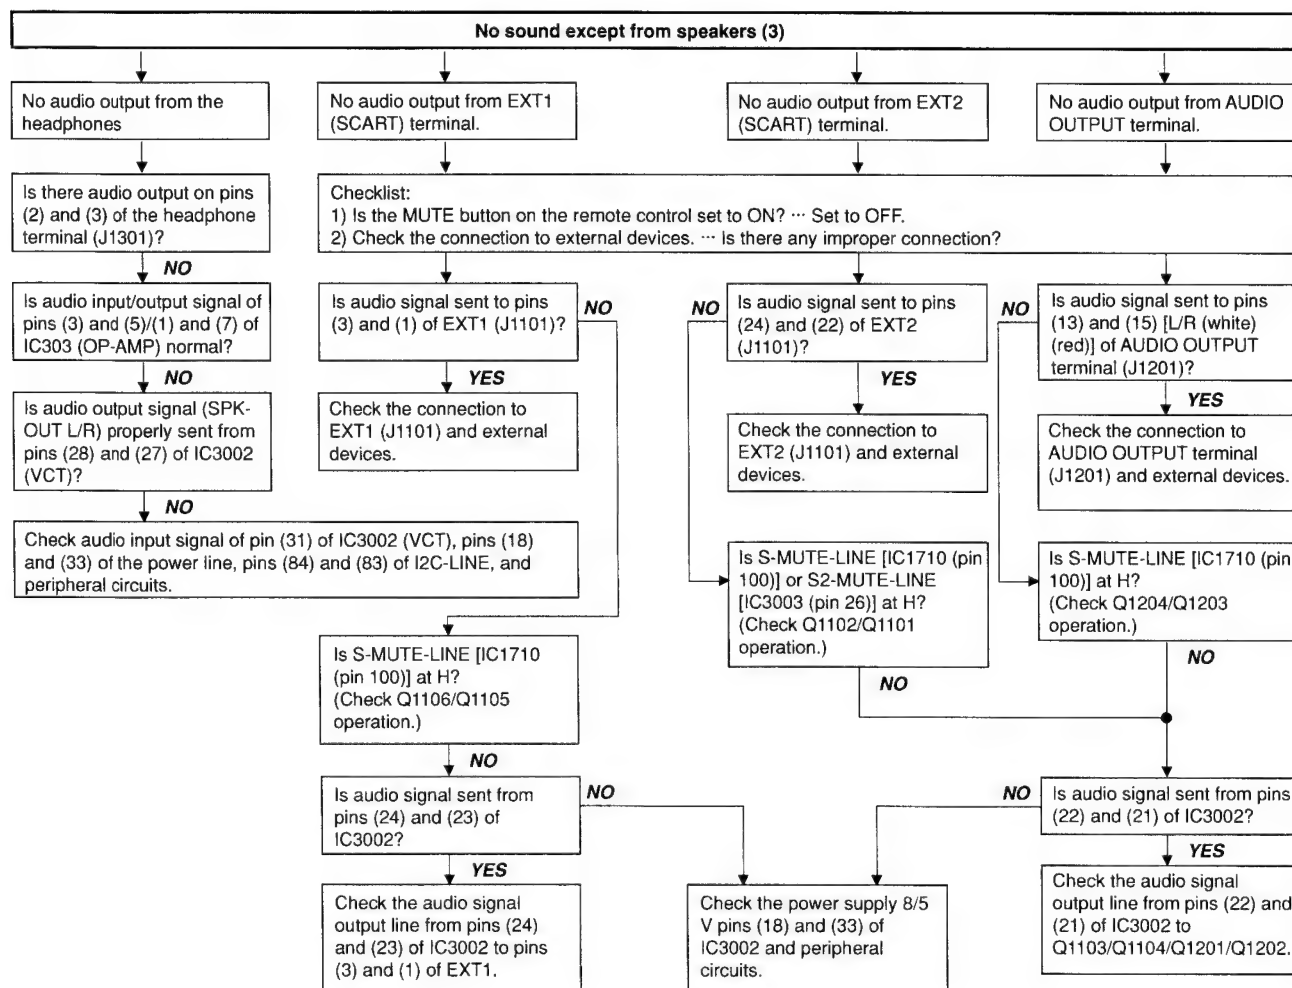 No sound except from speakers (3)
No audio output from the
headphones
No audio output from EXT1
(SCART) terminal.
No audio output from EXT2
(SCART) terminal.
No audio output from AUDIO
OUTPUT terminal.
Is there audio output on pins
(2) and (3) of the headphone
terminal (J1301)?
Checklist:
1) Is the MUTE button on the remote control set to ON? ··· Set to OFF.
2) Check the connection to external devices. ··· Is there any improper connection?
NO
Is audio input/output signal of
pins (3) and (5)/(1) and (7) of
IC303 (OP-AMP) normal?
Is audio signal sent to pins
(3) and (1) of EXT1 (J1101)?
NO
NO
Is audio signal sent to pins
(24) and (22) of EXT2
(J1101)?
NO
Is audio signal sent to pins
(13) and (15) [L/R (white)
(red)] of AUDIO OUTPUT
terminal (J1201)?
NO
YES
YES
YES
Is audio output signal (SPK-
OUT L/R) properly sent from
pins (28) and (27) of IC3002
(VCT)?
Check the connection to
EXT1 (J1101) and external
devices.
Check the connection to
EXT2 (J1101) and external
devices.
Check the connection to
AUDIO OUTPUT terminal
(J1201) and external devices.
NO
Check audio input signal of pin (31) of IC3002 (VCT), pins (18)
and (33) of the power line, pins (84) and (83) of I2C-LINE, and
peripheral circuits.
Is S-MUTE-LINE [IC1710 (pin
100)] or S2-MUTE-LINE
[IC3003 (pin 26)] at H?
(Check Q1102/Q1101
operation.)
Is S-MUTE-LINE [IC1710 (pin
100)] at H?
(Check Q1204/Q1203
operation.)
NO
NO
Is S-MUTE-LINE [IC1710
(pin 100)] at H?
(Check Q1106/Q1105
operation.)
NO
Is audio signal sent from
pins (24) and (23) of
IC3002?
NO
NO
Is audio signal sent from pins
(22) and (21) of IC3002?
YES
YES
Check the audio signal
output line from pins (24)
and (23) of IC3002 to pins
(3) and (1) of EXT1.
Check the power supply 8/5
V pins (18) and (33) of
IC3002 and peripheral
circuits.
Check the audio signal
output line from pins (22) and
(21) of IC3002 to
Q1103/Q1104/Q1201/Q1202.